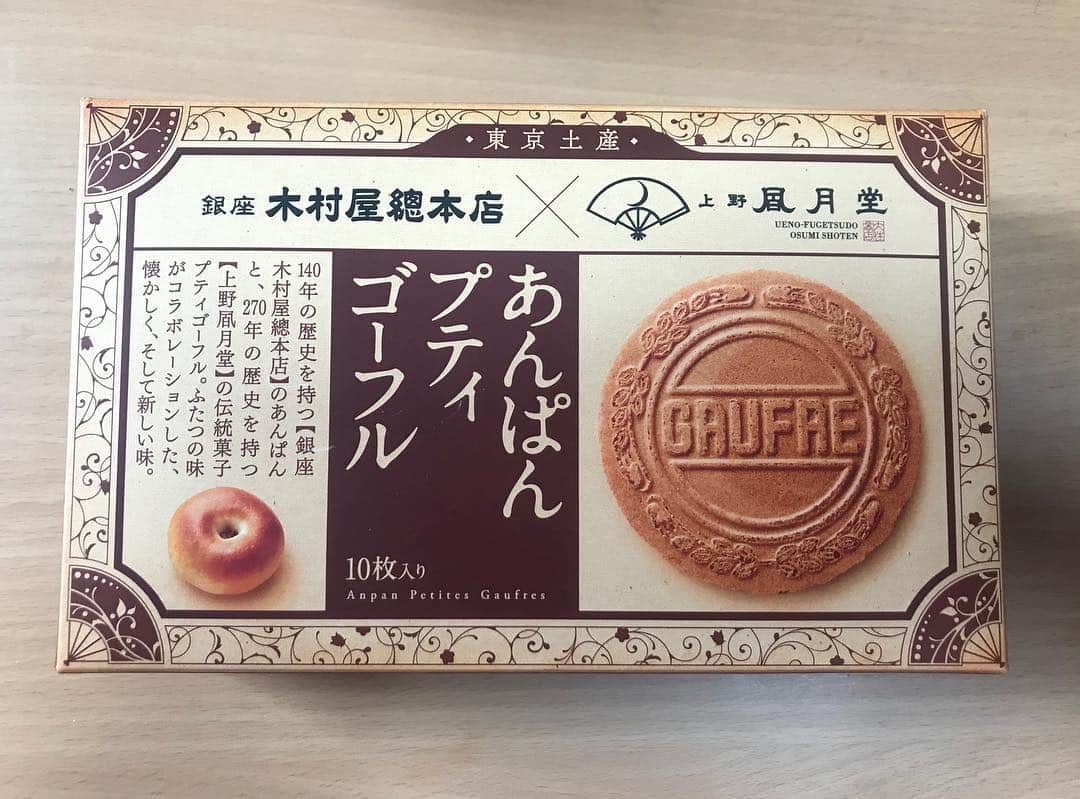 東京土産
銀座 木村屋總本店
上野 凮月堂
UENO-FUGETSUDO
OSUMI SHOTEN
あんぱん
プティ
ゴーフル
10枚入り
Anpan Petites Gaufres
140年の歴史を持つ【銀座
木村屋總本店】のあんぱん
と、270年の歴史を持つ
【上野凮月堂】の伝統菓子
プティゴーフル。ふたつの味
がコラボレーションした、
懐かしく、そして新しい味。
GAUFRE